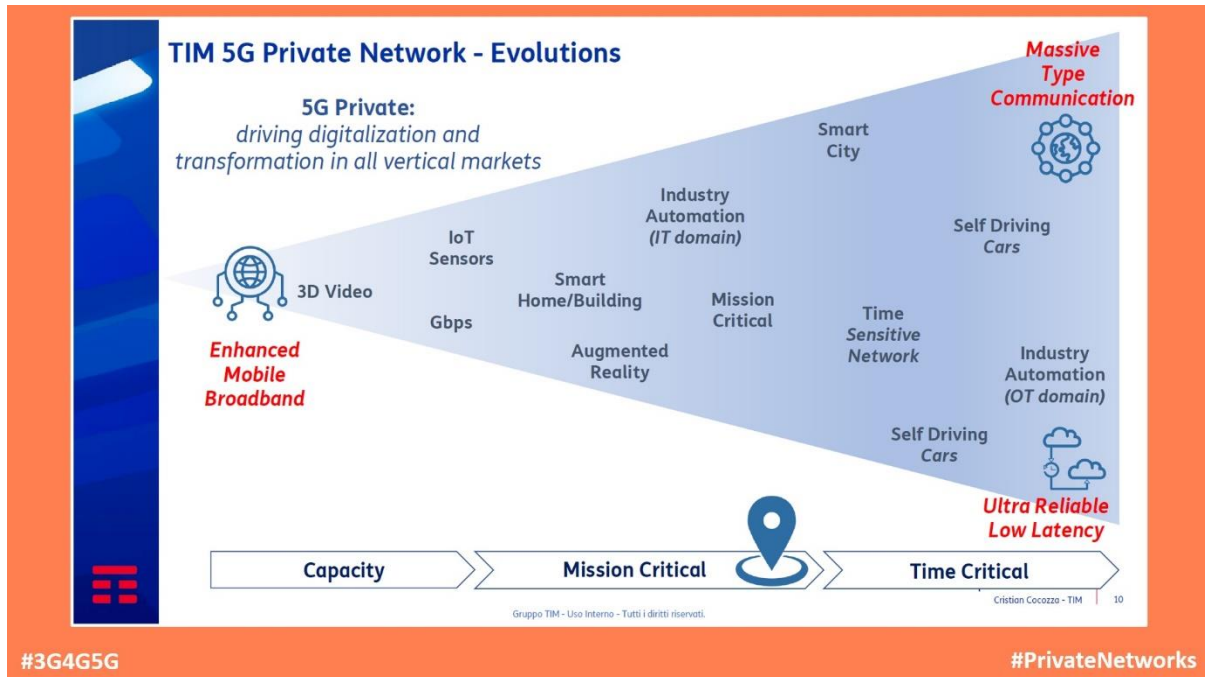 TIM 5G Private Network - Evolutions
5G Private:
driving digitalization and
transformation in all vertical markets
Massive
Type
Communication
Smart
City
Industry
Automation
(IT domain)
Self Driving
Cars
IoT
Sensors
3D Video
Smart
Home/Building
Gbps
Mission
Critical
Time
Sensitive
Network
Augmented
Reality
Enhanced
Mobile
Broadband
Industry
Automation
(OT domain)
Self Driving
Cars
Ultra Reliable
Low Latency
Capacity
Mission Critical
Time Critical
Cristian Cocozza - TIM | 10
Gruppo TIM - Uso Interno - Tutti i diritti riservati.
#3G4G5G
#PrivateNetworks